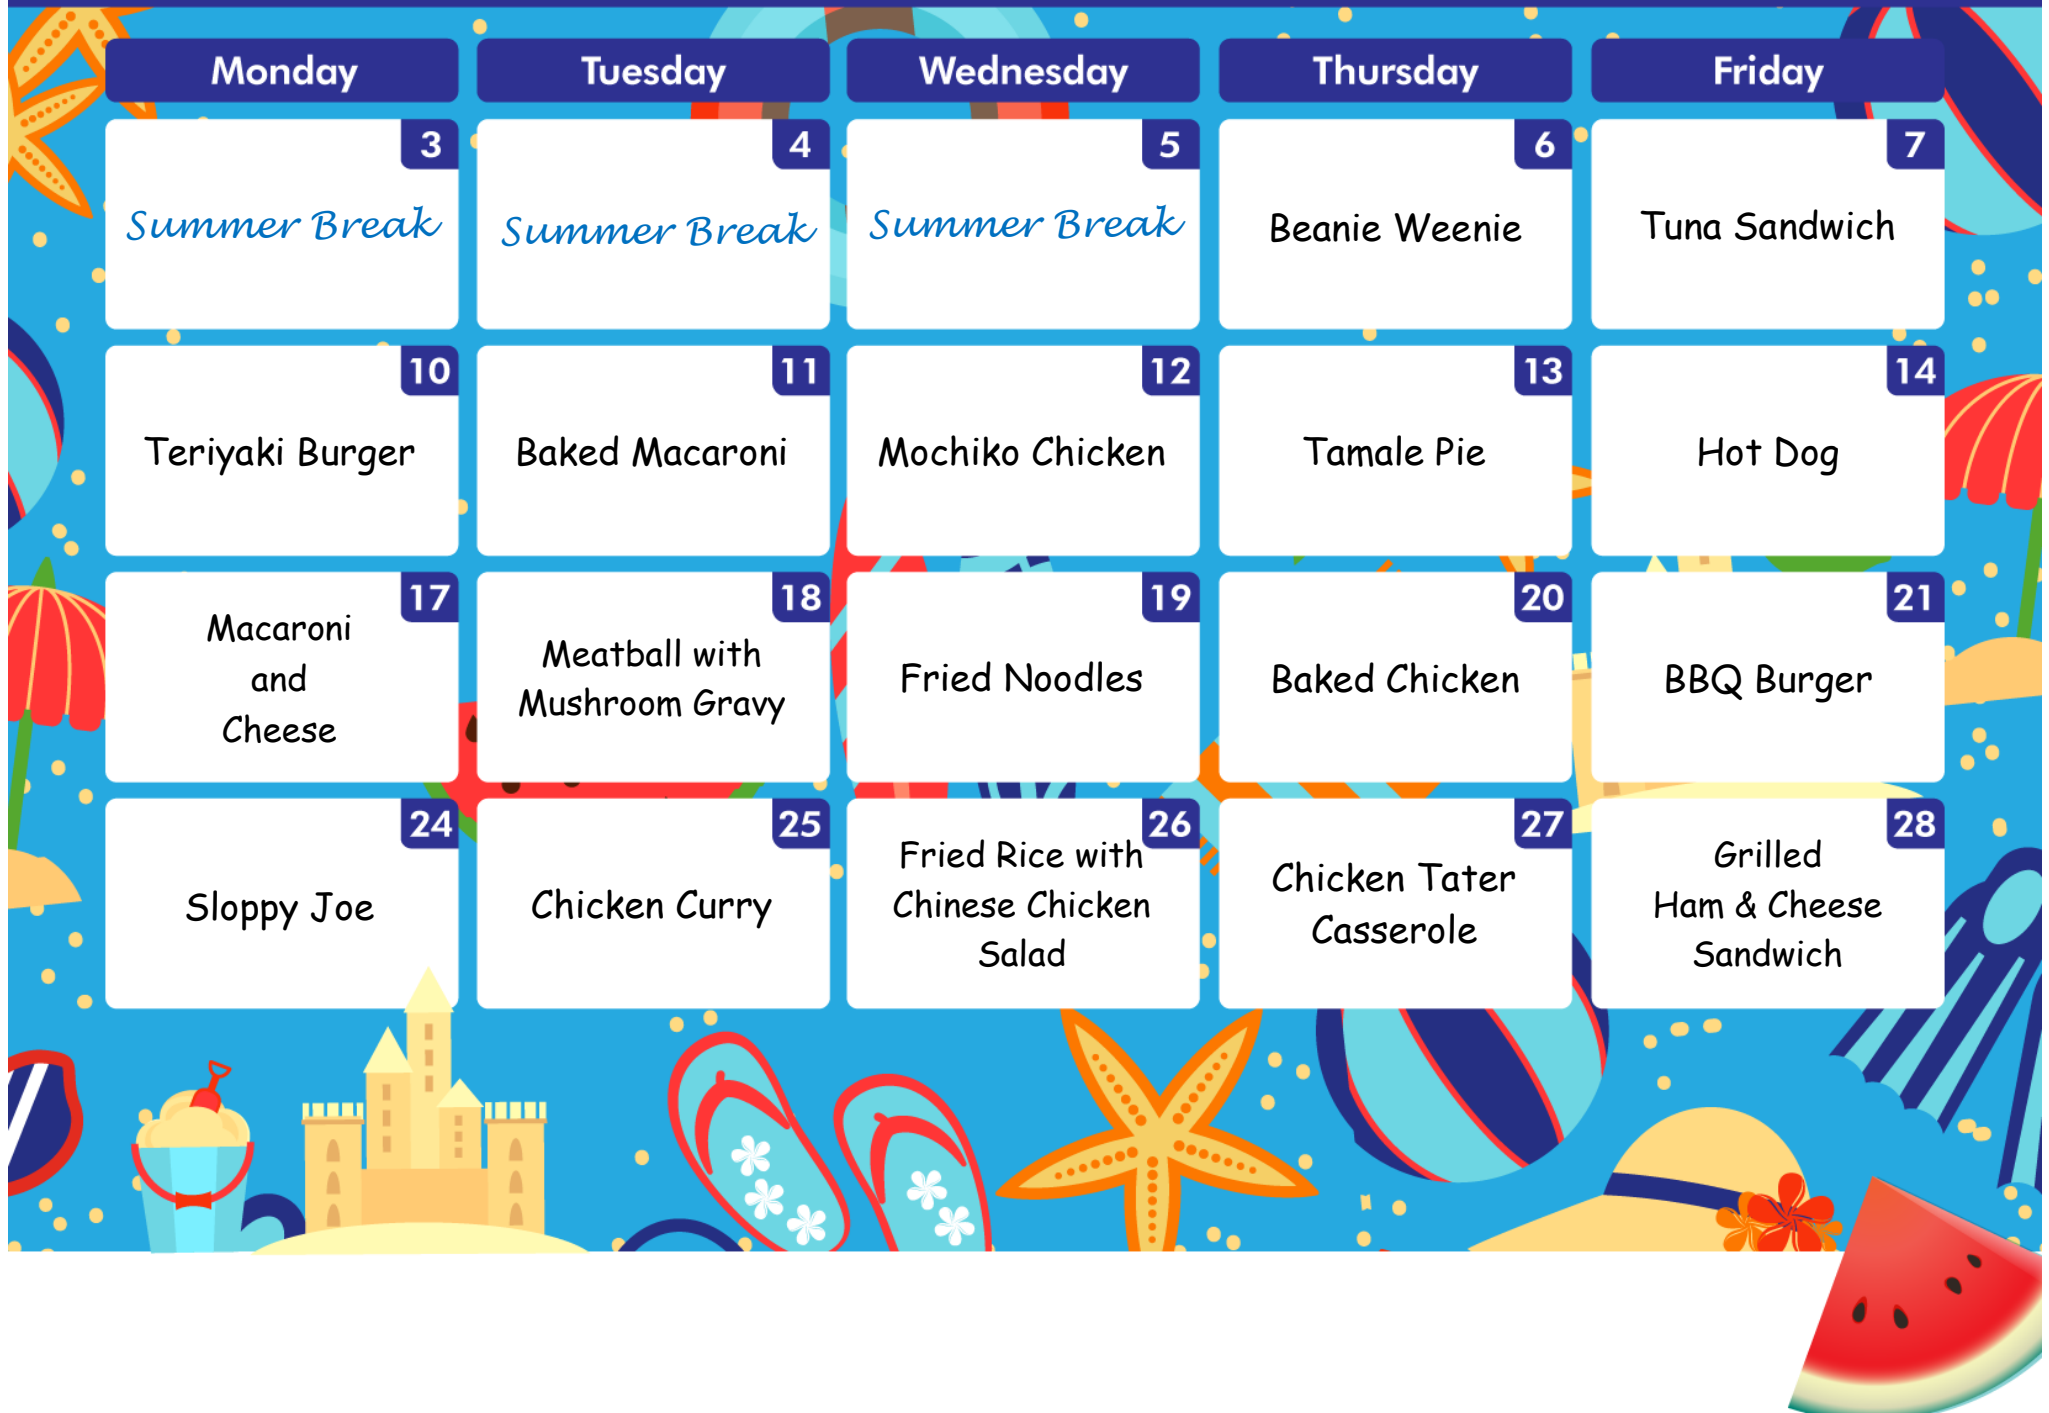 Monday Tuesday Wednesday Thursday Friday
3 4 5 6 7
Summer Break Summer Break Summer Break Beanie Weenie Tuna Sandwich
10 11 12 13 14
Teriyaki Burger Baked Macaroni Mochiko Chicken Tamale Pie Hot Dog
17
Macaroni
and
Cheese
18
Meatball with
Mushroom Gravy
19
Fried Noodles
20
Baked Chicken
21
BBQ Burger
24
Sloppy Joe
25
Chicken Curry
26
Fried Rice with
Chinese Chicken
Salad
27
Chicken Tater
Casserole
28
Grilled
Ham & Cheese
Sandwich